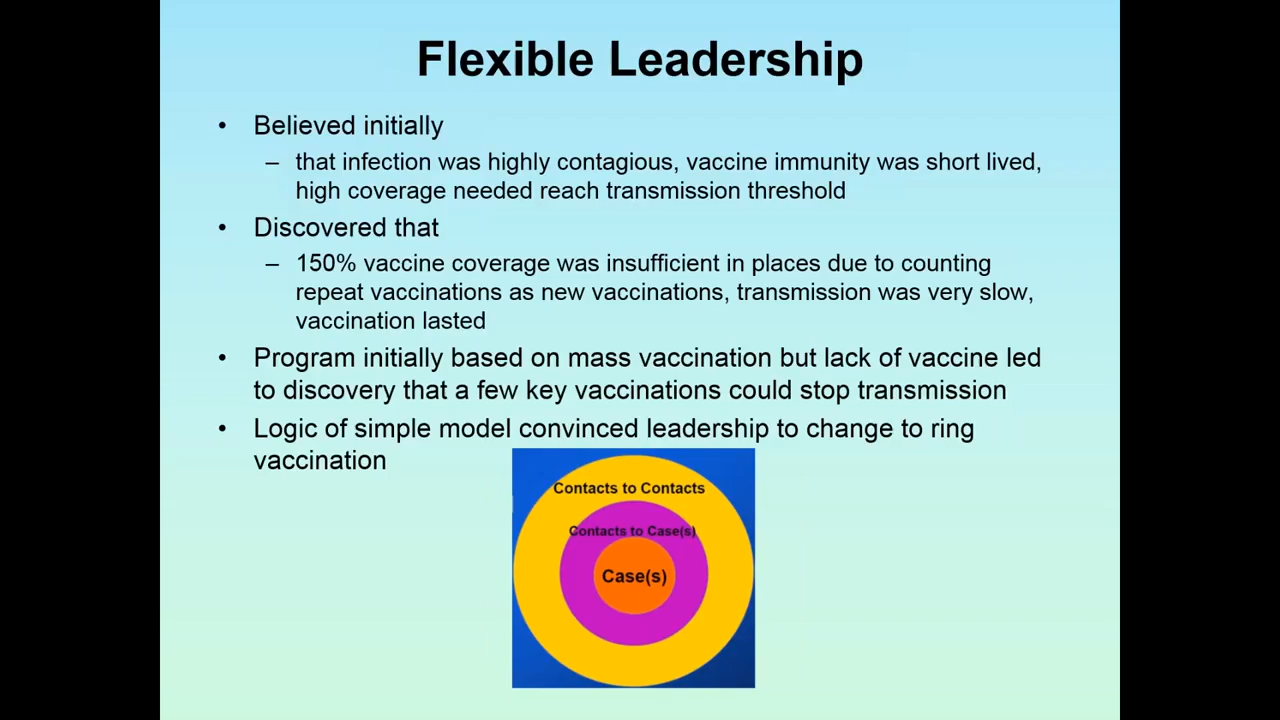 Flexible Leadership
• Believed initially
– that infection was highly contagious, vaccine immunity was short lived,
high coverage needed reach transmission threshold
• Discovered that
– 150% vaccine coverage was insufficient in places due to counting
repeat vaccinations as new vaccinations, transmission was very slow,
vaccination lasted
• Program initially based on mass vaccination but lack of vaccine led
to discovery that a few key vaccinations could stop transmission
• Logic of simple model convinced leadership to change to ring
vaccination
Contacts to Contacts
Contacts to Case(s)
Case(s)